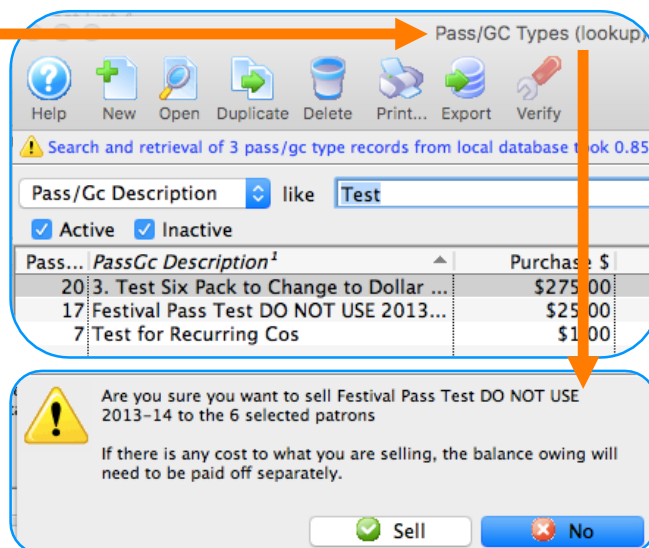 Pass/GC Types (lookup)
Help New Open Duplicate Delete Print... Export Verify
Search and retrieval of 3 pass/gc type records from local database took 0.85
Pass/Gc Description like Test
Active Inactive
Pass... PassGc Description¹ Purchase $
20 3. Test Six Pack to Change to Dollar ... $275.00
17 Festival Pass Test DO NOT USE 2013... $25.00
7 Test for Recurring Cos $1.00
Are you sure you want to sell Festival Pass Test DO NOT USE
2013-14 to the 6 selected patrons
If there is any cost to what you are selling, the balance owing will
need to be paid off separately.
Sell No